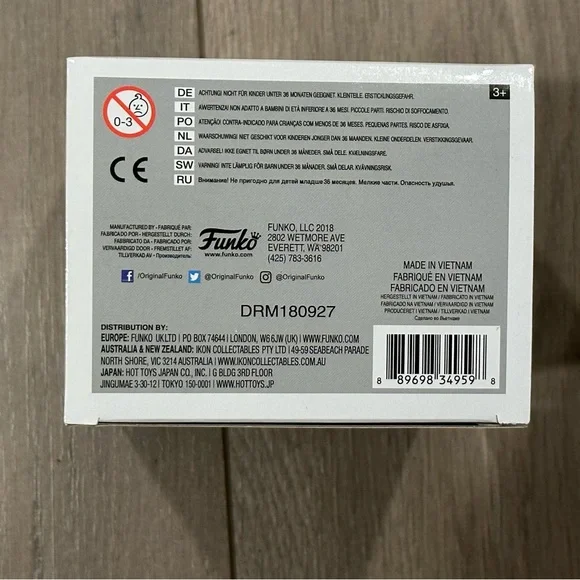 0-3
3+
DE ACHTUNG! NICHT FÜR KINDER UNTER 36 MONATEN GEEIGNET. KLEINTEILE. ERSTICKUNGSGEFAHR.
IT AVVERTENZA! NON ADATTO A BAMBINI DI ETÀ INFERIORE A 36 MESI. PICCOLE PARTI. RISCHIO DI SOFFOCAMENTO.
PO ATENÇÃO! CONTRA-INDICADO PARA CRIANÇAS COM MENOS DE 36 MESES. PEQUENAS PARTES. RISCO DE ASFIXIA.
NL WAARSCHUWING! NIET GESCHIKT VOOR KINDEREN JONGER DAN 36 MAANDEN. KLEINE ONDERDELEN. VERSTIKKINGSGEVAAR.
DA ADVARSEL! IKKE EGNET TIL BØRN UNDER 36 MÅNEDER. SMÅ DELE. KVÆLNINGSFARE.
SW VARNING! INTE LÄMPLIG FÖR BARN UNDER 36 MÅNADER. SMÅ DELAR. KVÄVNINGSRISK.
RU Внимание! Не пригодно для детей младше 36 месяцев. Мелкие части. Опасность удушья.
CE
MANUFACTURED BY - FABRIQUÉ PAR:
FABRICADO POR - HERGESTELLT DURCH:
FABBRICATO DA - FABRICADO POR:
VERVAARDIGD DOOR - FREMSTILLET AF:
TILLVERKAD AV - Производитель:
Funko
www.funko.com
FUNKO, LLC 2018
2802 WETMORE AVE
EVERETT, WA 98201
(425) 783-3616
/OriginalFunko @OriginalFunko @OriginalFunko
MADE IN VIETNAM
FABRIQUÉ EN VIETNAM
FABRICADO EN VIETNAM
HERGESTELLT IN VIETNAM / FABBRICATO IN VIETNAM
FABRICADO NA VIETNAM / VERVAARDIGD IN VIETNAM
PRODUCERET I VIETNAM / TILLVERKAD I VIETNAM
Сделано во Вьетнаме
DRM180927
DISTRIBUTION BY:
EUROPE: FUNKO UK LTD | PO BOX 74644 | LONDON, W6 6JW (UK) | WWW.FUNKO.COM
AUSTRALIA & NEW ZEALAND: IKON COLLECTABLES PTY LTD | 49-59 SEABEACH PARADE
NORTH SHORE, VIC 3214 AUSTRALIA | WWW.IKONCOLLECTABLES.COM.AU
JAPAN: HOT TOYS JAPAN CO., INC. | G BLDG 3RD FLOOR
JINGUMAE 3-30-12 | TOKYO 150-0001 | WWW.HOTTOYS.JP
8 89698 34959 8